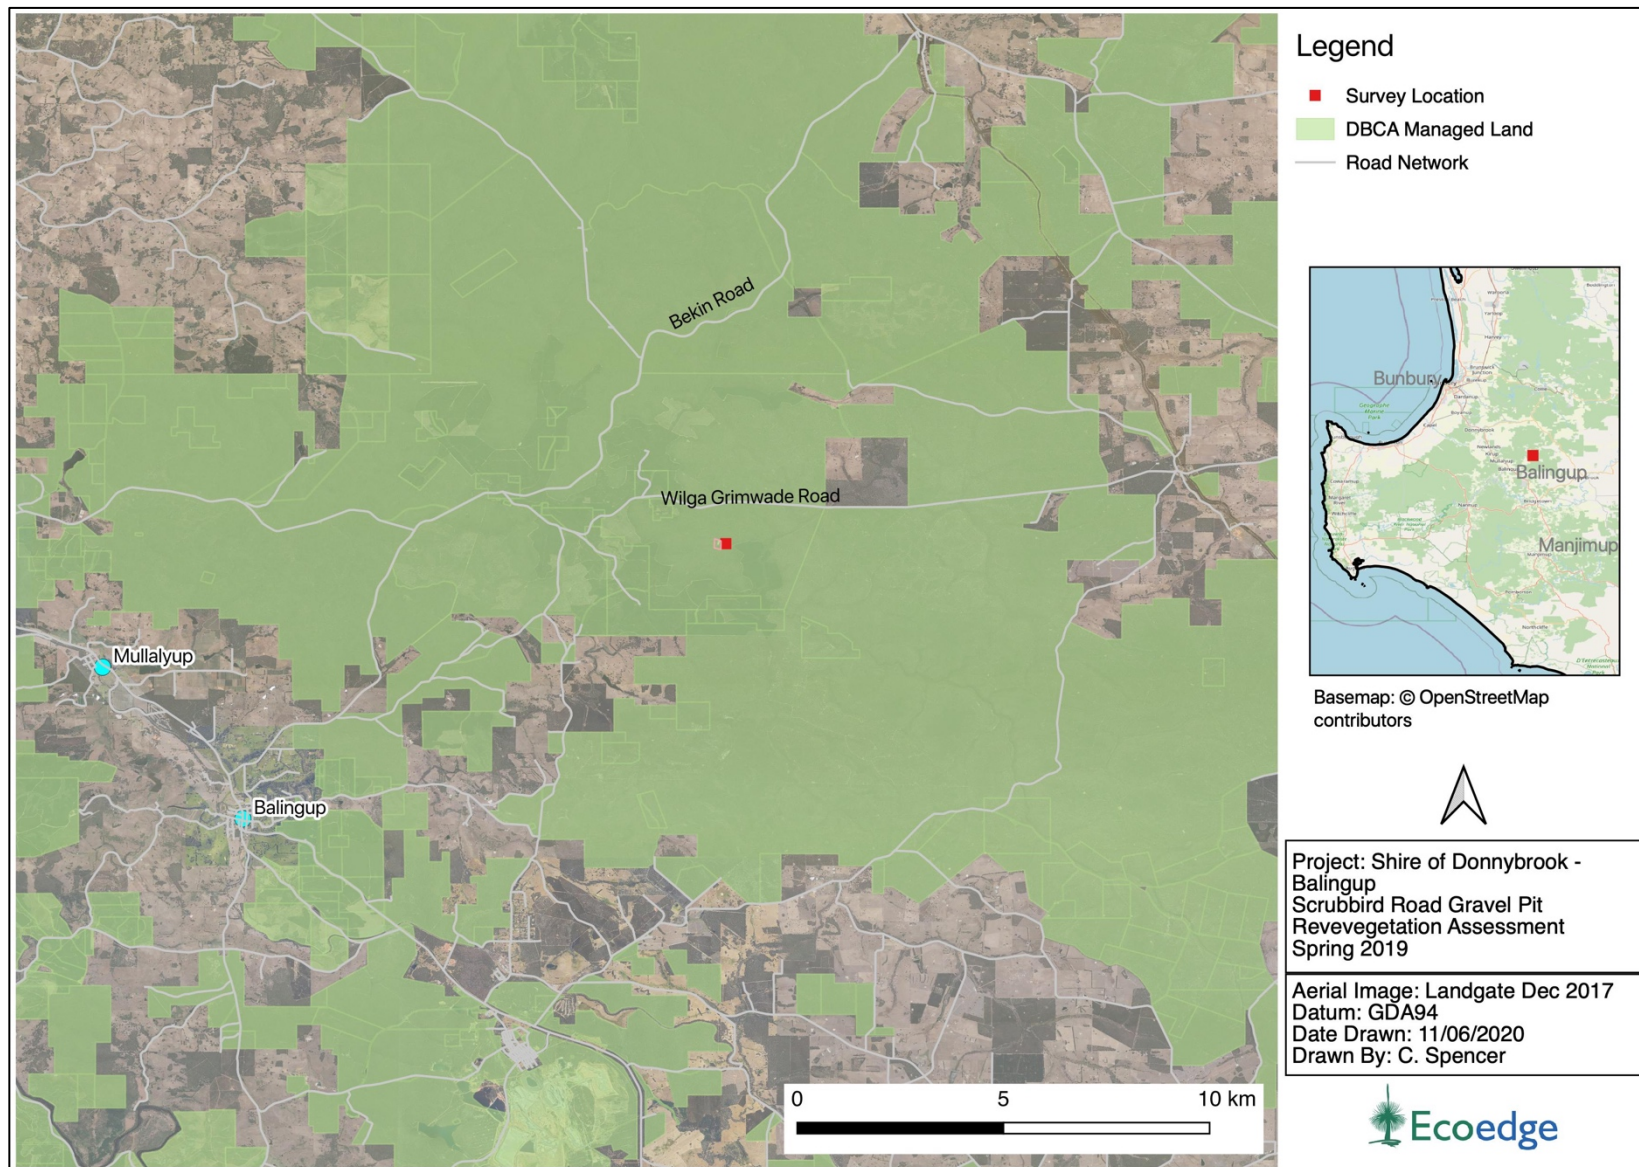 Bekin Road
Wilga Grimwade Road
Mullalyup
Balingup
0 5 10 km
Legend
Survey Location
DBCA Managed Land
Road Network
Bunbury
Balingup
Manjimup
Basemap: © OpenStreetMap
contributors
Project: Shire of Donnybrook -
Balingup
Scrubbird Road Gravel Pit
Revevegetation Assessment
Spring 2019
Aerial Image: Landgate Dec 2017
Datum: GDA94
Date Drawn: 11/06/2020
Drawn By: C. Spencer
Ecoedge